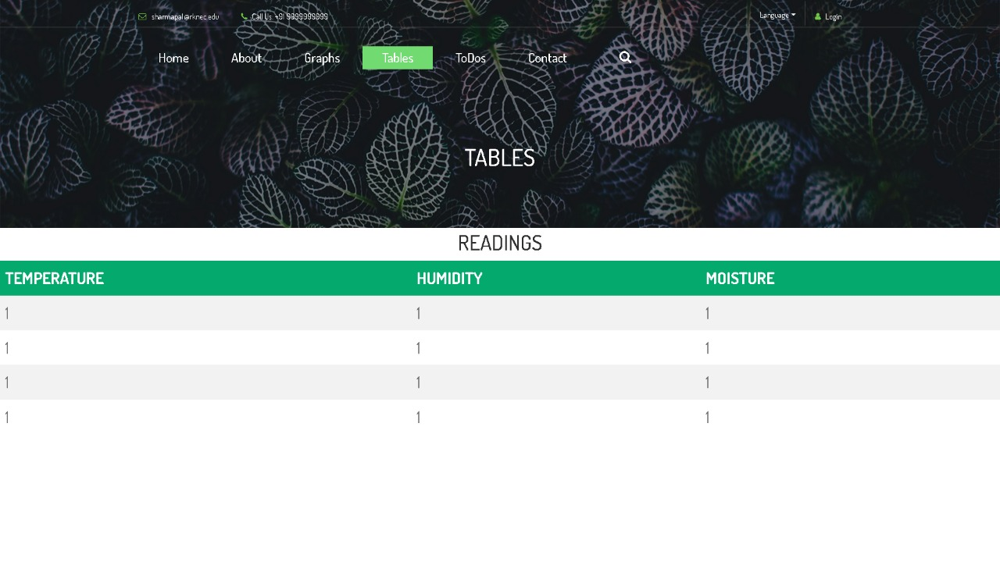 sharmapal@rknec.edu Call Us: +91 9999999999 Language Login
Home About Graphs Tables ToDos Contact
TABLES
READINGS
TEMPERATURE HUMIDITY MOISTURE
1 1 1
1 1 1
1 1 1
1 1 1